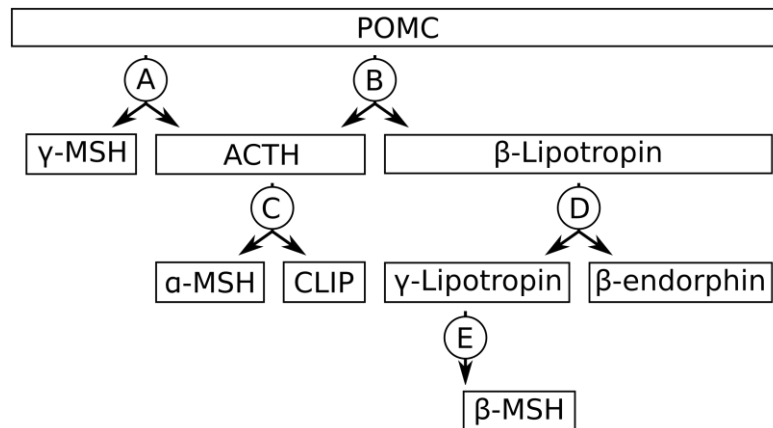 POMC
A B
γ-MSH ACTH β-Lipotropin
C D
α-MSH CLIP γ-Lipotropin β-endorphin
E
β-MSH